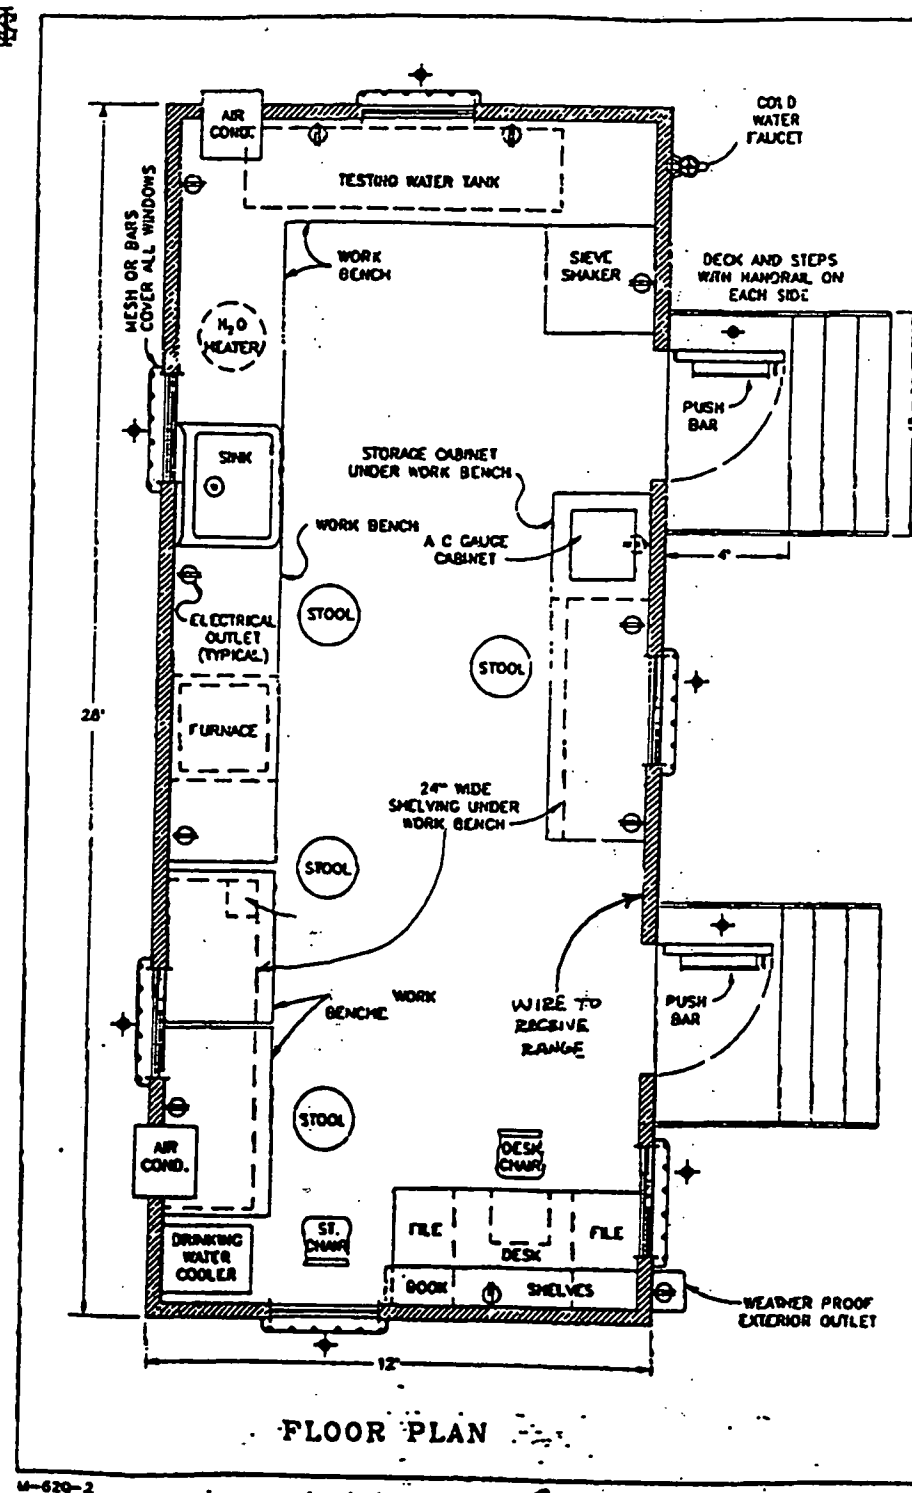 COLD
WATER
FAUCET
AIR
COND.
TESTING WATER TANK
MESH OR BARS
COVER ALL WINDOWS
WORK
BENCH
SIEVE
SHAKER
DECK AND STEPS
WITH HANDRAIL ON
EACH SIDE
H2O
HEATER
PUSH
BAR
SINK
STORAGE CABINET
UNDER WORK BENCH
WORK BENCH
A C GAUGE
CABINET
4'
ELECTRICAL
OUTLET
(TYPICAL)
STOOL
STOOL
28'
FURNACE
24" WIDE
SHELVING UNDER
WORK BENCH
STOOL
WORK
BENCHE
WIRE TO
RECEIVE
RANGE
PUSH
BAR
STOOL
AIR
COND.
DESK
CHAIR
DRINKING
WATER
COOLER
ST.
CHAIR
FILE
DESK
FILE
BOOK
SHELVES
WEATHER PROOF
EXTERIOR OUTLET
12'
FLOOR PLAN
M-620-2